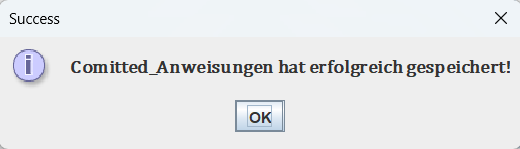 Success
Comitted_Anweisungen hat erfolgreich gespeichert!
OK